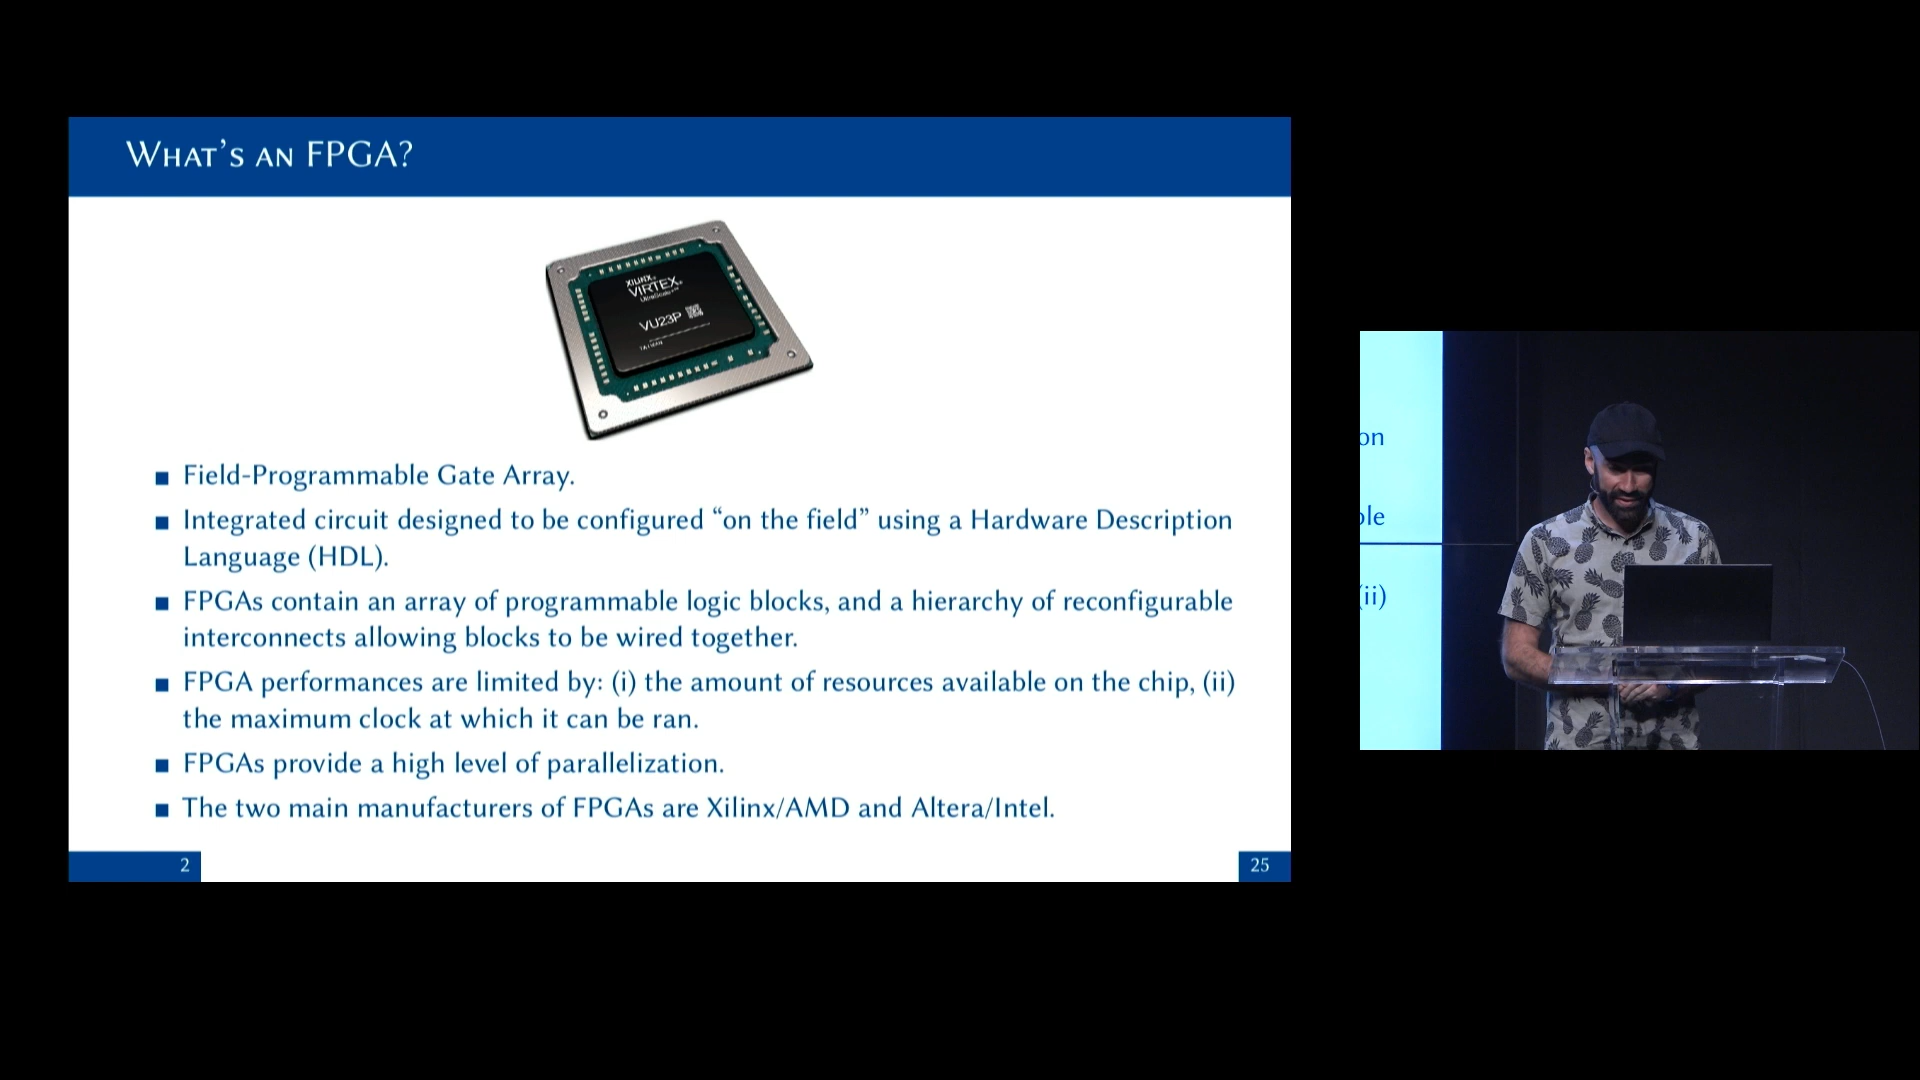 What's an FPGA?
XILINX
VIRTEX
UltraScale+
VU23P
TAIWAN
■ Field-Programmable Gate Array.
■ Integrated circuit designed to be configured “on the field” using a Hardware Description
Language (HDL).
■ FPGAs contain an array of programmable logic blocks, and a hierarchy of reconfigurable
interconnects allowing blocks to be wired together.
■ FPGA performances are limited by: (i) the amount of resources available on the chip, (ii)
the maximum clock at which it can be ran.
■ FPGAs provide a high level of parallelization.
■ The two main manufacturers of FPGAs are Xilinx/AMD and Altera/Intel.
2
25
on
ple
(ii)